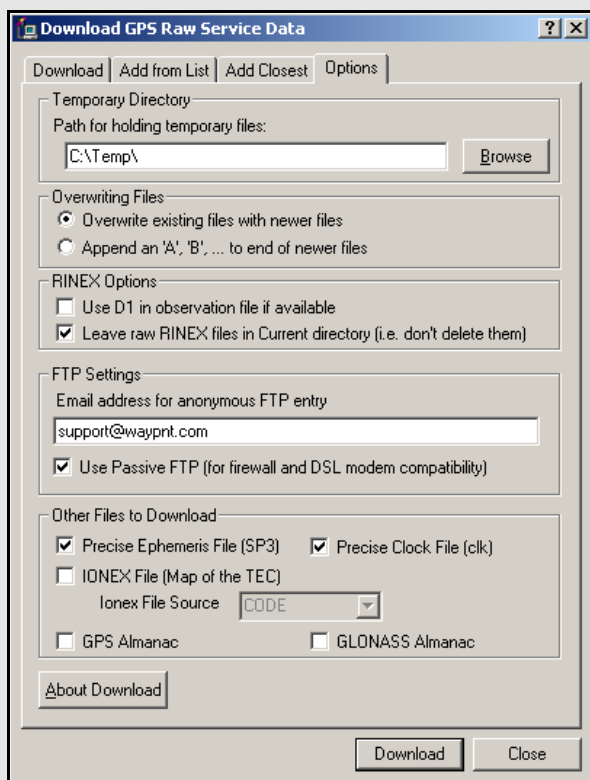 Download GPS Raw Service Data
Download Add from List Add Closest Options
Temporary Directory
Path for holding temporary files:
C:\Temp\ Browse
Overwriting Files
Overwrite existing files with newer files
Append an 'A', 'B', ... to end of newer files
RINEX Options
Use D1 in observation file if available
Leave raw RINEX files in Current directory (i.e. don't delete them)
FTP Settings
Email address for anonymous FTP entry
support@waypnt.com
Use Passive FTP (for firewall and DSL modem compatibility)
Other Files to Download
Precise Ephemeris File (SP3) Precise Clock File (clk)
IONEX File (Map of the TEC)
Ionex File Source CODE
GPS Almanac GLONASS Almanac
About Download
Download Close